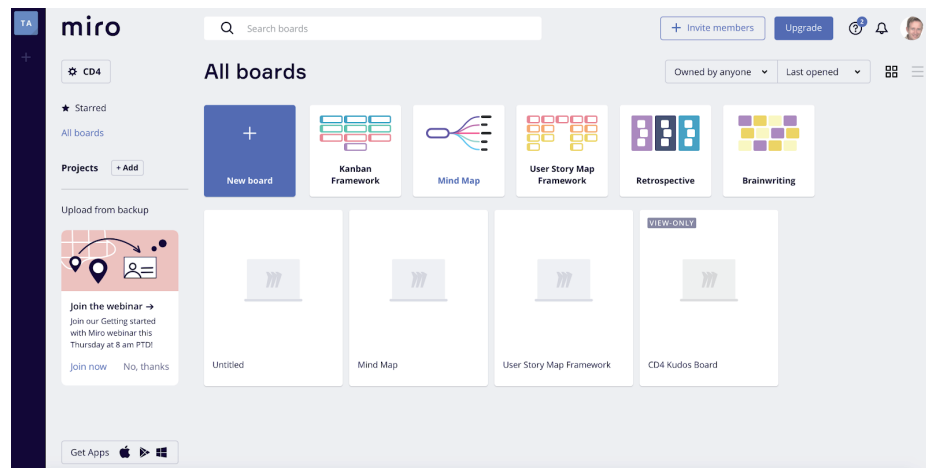 TA
miro
Search boards
+ Invite members
Upgrade
2
CD4
All boards
Owned by anyone
Last opened
Starred
All boards
Projects
+ Add
Upload from backup
New board
Kanban
Framework
Mind Map
User Story Map
Framework
Retrospective
Brainwriting
Join the webinar →
Join our Getting started
with Miro webinar this
Thursday at 8 am PTD!
Join now
No, thanks
Untitled
Mind Map
User Story Map Framework
VIEW-ONLY
CD4 Kudos Board
Get Apps